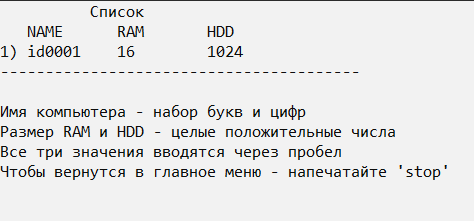 Список
NAME RAM HDD
1) id0001 16 1024
----------------------------------------
Имя компьютера - набор букв и цифр
Размер RAM и HDD - целые положительные числа
Все три значения вводятся через пробел
Чтобы вернутся в главное меню - напечатайте 'stop'